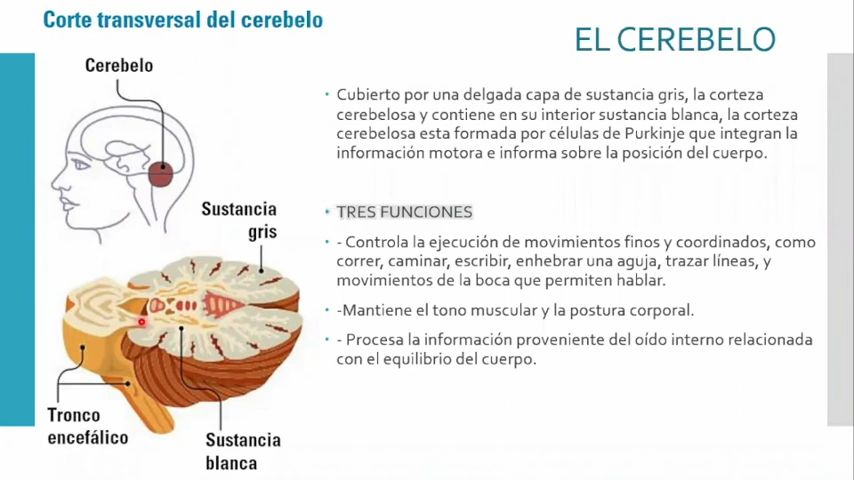 Corte transversal del cerebelo
EL CEREBELO
Cerebelo
Sustancia
gris
Tronco
encefálico
Sustancia
blanca
• Cubierto por una delgada capa de sustancia gris, la corteza
cerebelosa y contiene en su interior sustancia blanca, la corteza
cerebelosa esta formada por células de Purkinje que integran la
información motora e informa sobre la posición del cuerpo.
• TRES FUNCIONES
• - Controla la ejecución de movimientos finos y coordinados, como
correr, caminar, escribir, enhebrar una aguja, trazar líneas, y
movimientos de la boca que permiten hablar.
• -Mantiene el tono muscular y la postura corporal.
• - Procesa la información proveniente del oído interno relacionada
con el equilibrio del cuerpo.